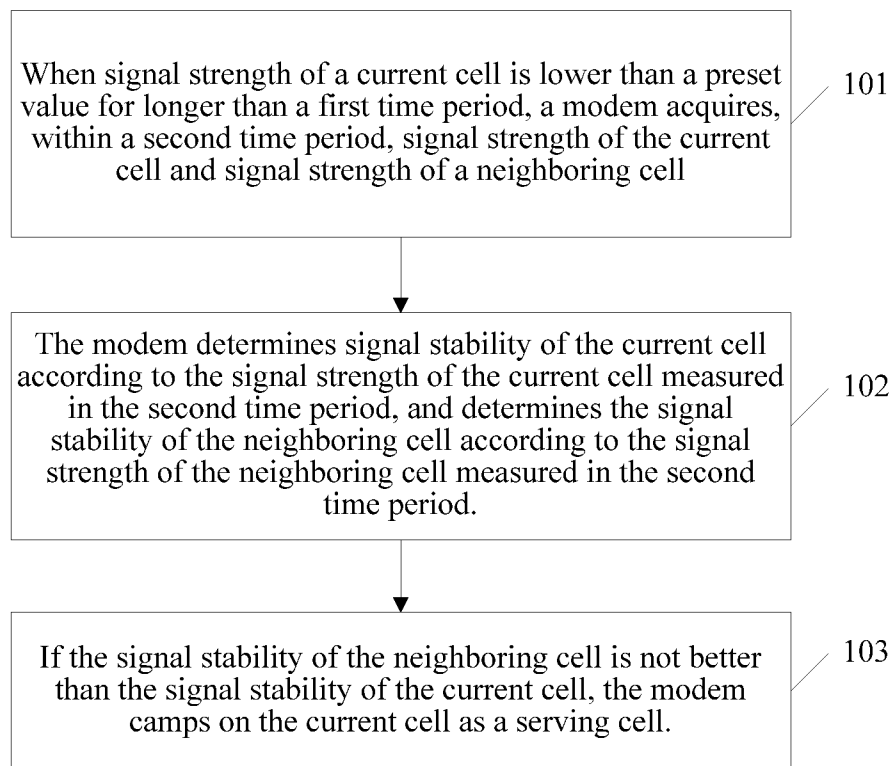 When signal strength of a current cell is lower than a preset
value for longer than a first time period, a modem acquires,
within a second time period, signal strength of the current
cell and signal strength of a neighboring cell
101
The modem determines signal stability of the current cell
according to the signal strength of the current cell measured
in the second time period, and determines the signal
stability of the neighboring cell according to the signal
strength of the neighboring cell measured in the second
time period.
102
If the signal stability of the neighboring cell is not better
than the signal stability of the current cell, the modem
camps on the current cell as a serving cell.
103